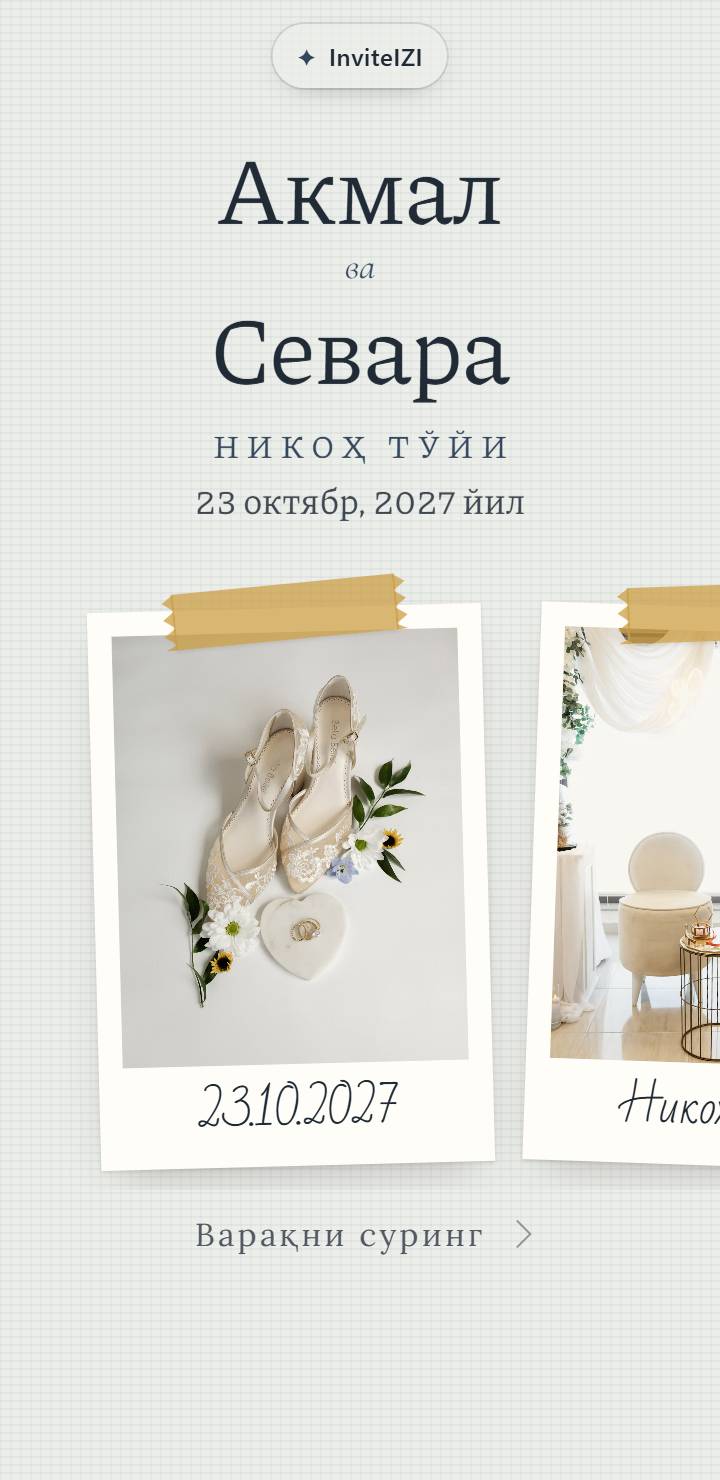 InviteIZI
Акмал
ва
Севара
НИКОҲ ТЎЙИ
23 октябр, 2027 йил
23.10.2027
Варақни суринг